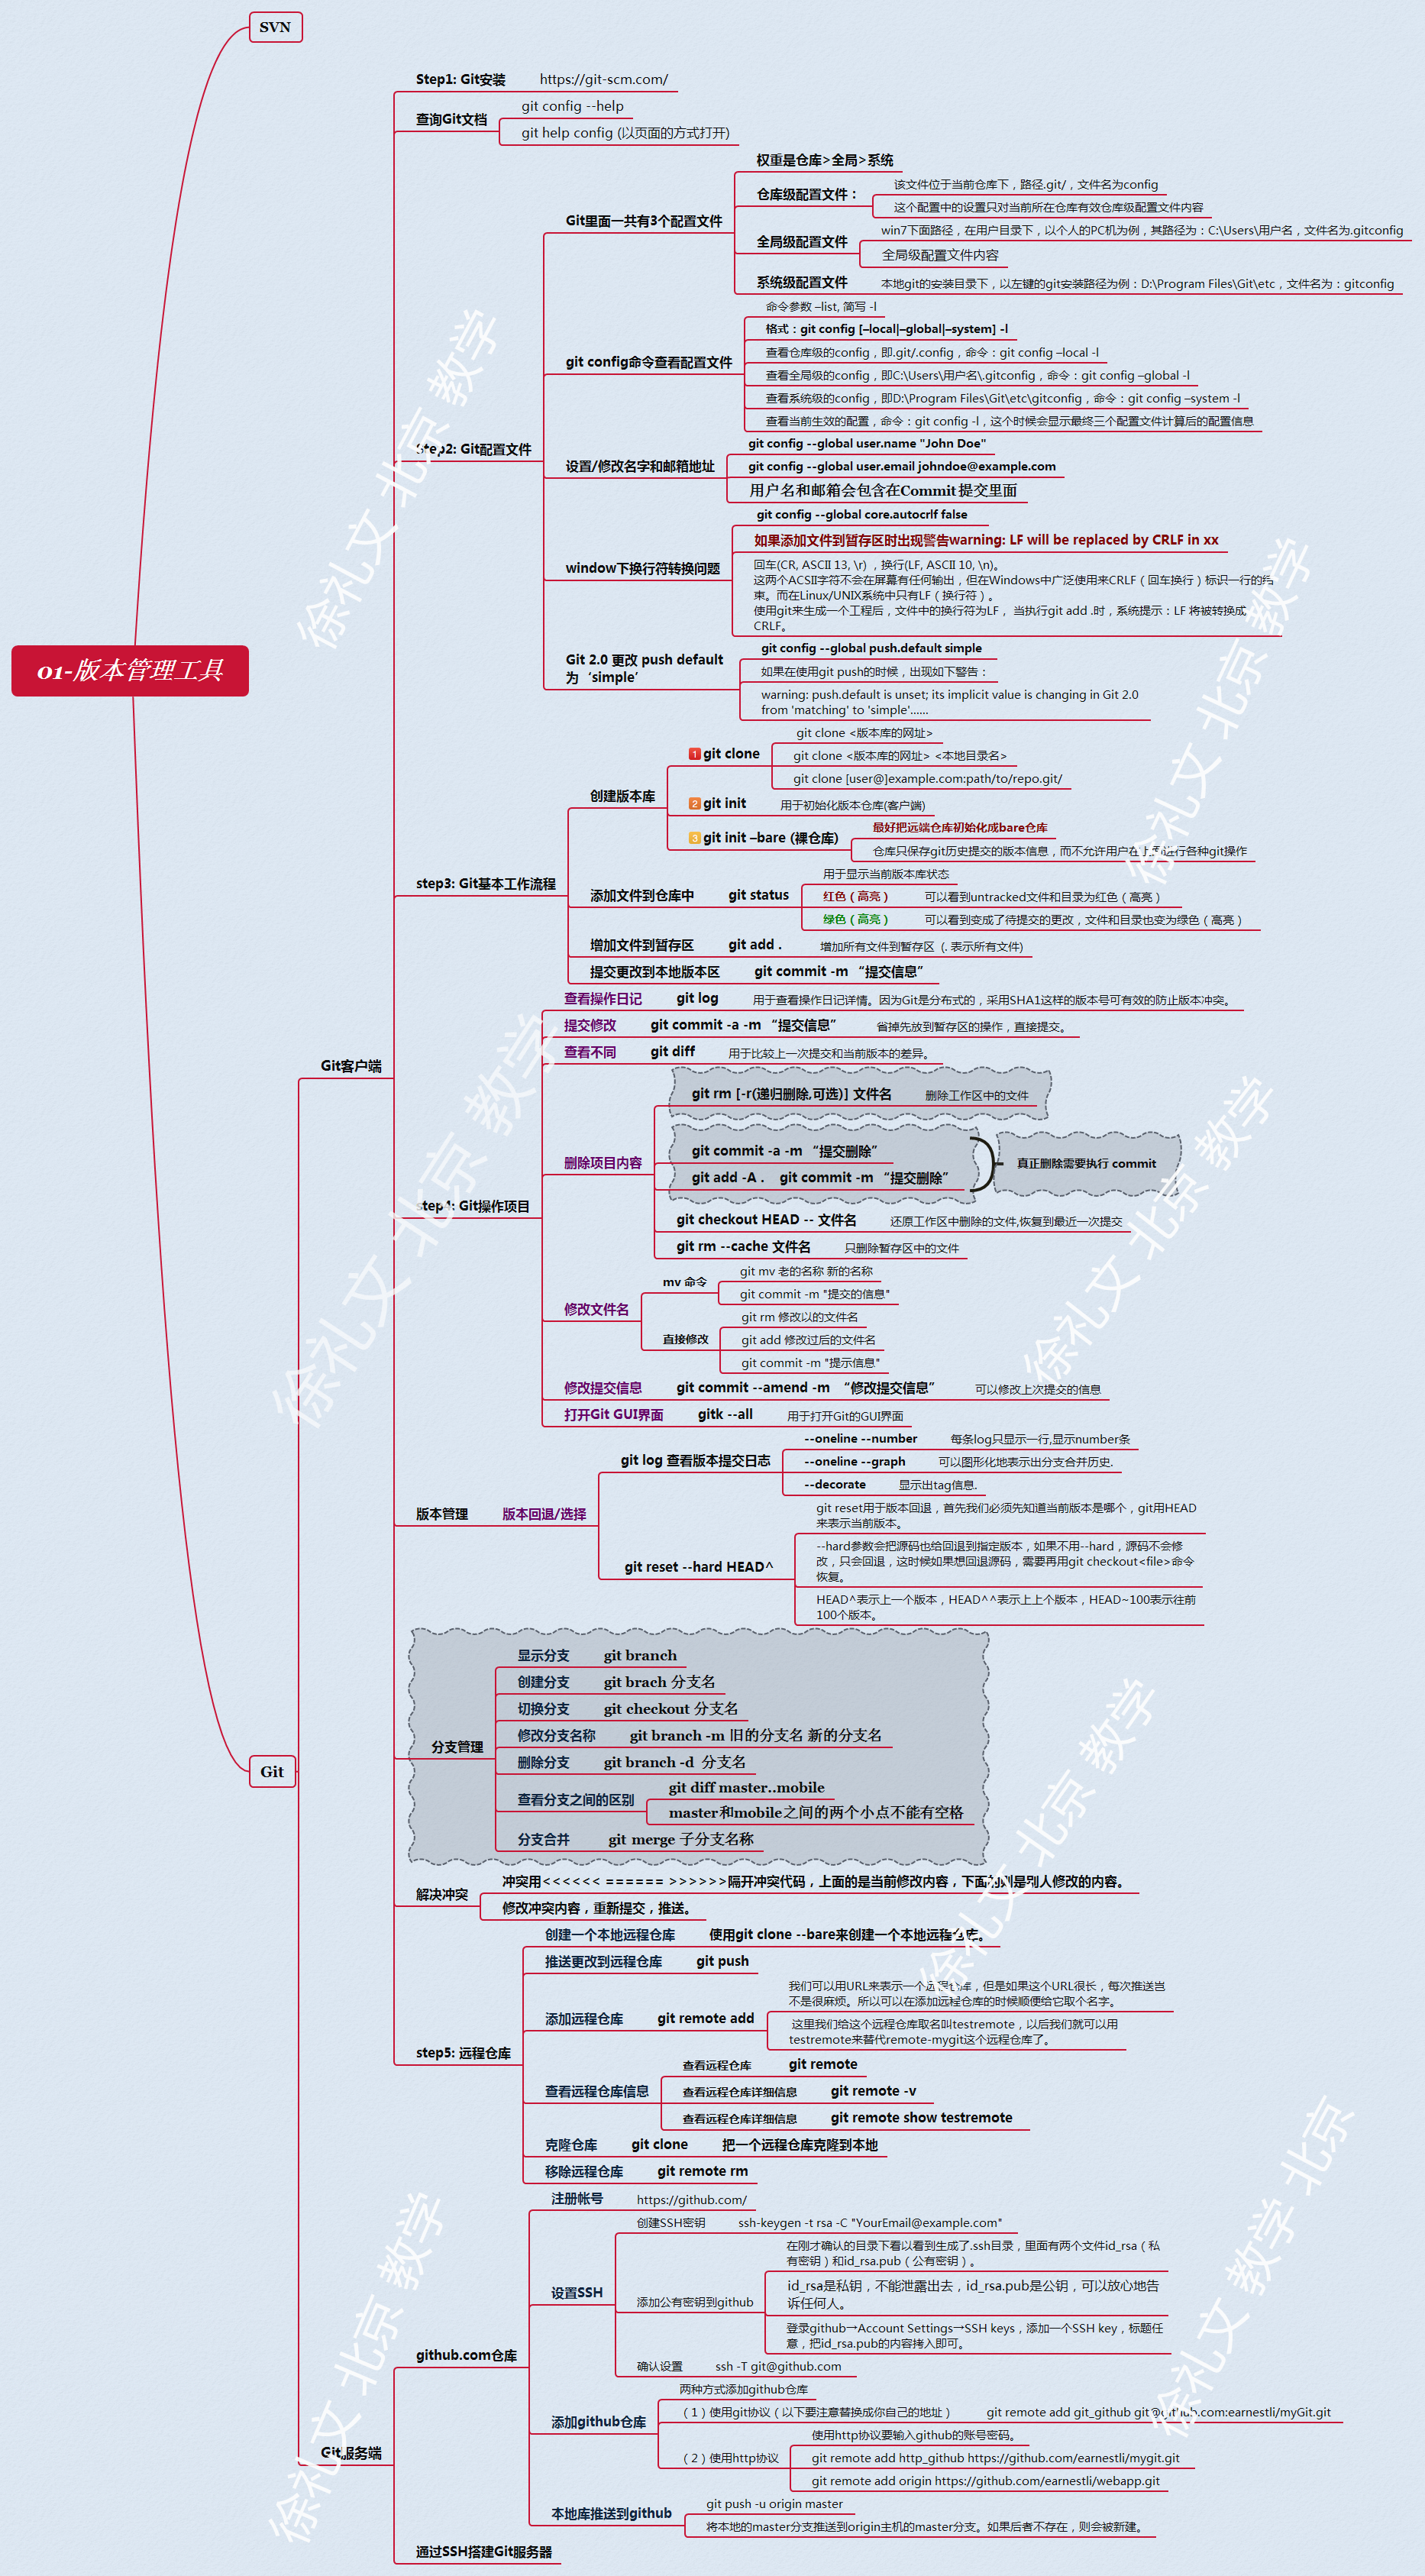 SVN
Step1: Git安装
https://git-scm.com/
查询Git文档
git config --help
git help config (以页面的方式打开)
Step2: Git配置文件
Git里面一共有3个配置文件
权重是仓库>全局>系统
仓库级配置文件：
该文件位于当前仓库下，路径.git/，文件名为config
这个配置中的设置只对当前所在仓库有效仓库级配置文件内容
全局级配置文件
win7下面路径，在用户目录下，以个人的PC机为例，其路径为：C:\Users\用户名，文件名为.gitconfig
全局级配置文件内容
系统级配置文件
本地git的安装目录下，以左键的git安装路径为例：D:\Program Files\Git\etc，文件名为：gitconfig
git config命令查看配置文件
命令参数 –list, 简写 -l
格式：git config [–local|–global|–system] -l
查看仓库级的config，即.git/.config，命令：git config –local -l
查看全局级的config，即C:\Users\用户名\.gitconfig，命令：git config –global -l
查看系统级的config，即D:\Program Files\Git\etc\gitconfig，命令：git config –system -l
查看当前生效的配置，命令：git config -l，这个时候会显示最终三个配置文件计算后的配置信息
设置/修改名字和邮箱地址
git config --global user.name "John Doe"
git config --global user.email johndoe@example.com
用户名和邮箱会包含在Commit提交里面
window下换行符转换问题
git config --global core.autocrlf false
如果添加文件到暂存区时出现警告warning: LF will be replaced by CRLF in xx
回车(CR, ASCII 13, \r) ，换行(LF, ASCII 10, \n)。
这两个ACSII字符不会在屏幕有任何输出，但在Windows中广泛使用来CRLF（回车换行）标识一行的结
束。而在Linux/UNIX系统中只有LF（换行符）。
使用git来生成一个工程后，文件中的换行符为LF， 当执行git add .时，系统提示：LF 将被转换成
CRLF。
Git 2.0 更改 push default
为‘simple’
git config --global push.default simple
如果在使用git push的时候，出现如下警告：
warning: push.default is unset; its implicit value is changing in Git 2.0
from 'matching' to 'simple'......
01-版本管理工具
step3: Git基本工作流程
创建版本库
1 git clone
git clone <版本库的网址>
git clone <版本库的网址> <本地目录名>
git clone [user@]example.com:path/to/repo.git/
2 git init
用于初始化版本仓库(客户端)
3 git init –bare (裸仓库)
最好把远端仓库初始化成bare仓库
仓库只保存git历史提交的版本信息，而不允许用户在上面进行各种git操作
添加文件到仓库中
git status
用于显示当前版本库状态
红色（高亮）
可以看到untracked文件和目录为红色（高亮）
绿色（高亮）
可以看到变成了待提交的更改，文件和目录也变为绿色（高亮）
增加文件到暂存区
git add .
增加所有文件到暂存区（. 表示所有文件)
提交更改到本地版本区
git commit -m “提交信息”
Git客户端
step4: Git操作项目
查看操作日记
git log
用于查看操作日记详情。因为Git是分布式的，采用SHA1这样的版本号可有效的防止版本冲突。
提交修改
git commit -a -m “提交信息”
省掉先放到暂存区的操作，直接提交。
查看不同
git diff
用于比较上一次提交和当前版本的差异。
删除项目内容
git rm [-r(递归删除,可选)] 文件名
删除工作区中的文件
git commit -a -m “提交删除”
git add -A .
git commit -m “提交删除”
真正删除需要执行 commit
git checkout HEAD -- 文件名
还原工作区中删除的文件,恢复到最近一次提交
git rm --cache 文件名
只删除暂存区中的文件
修改文件名
mv 命令
git mv 老的名称 新的名称
git commit -m "提交的信息"
直接修改
git rm 修改以的文件名
git add 修改过后的文件名
git commit -m "提示信息"
修改提交信息
git commit --amend -m “修改提交信息”
可以修改上次提交的信息
打开Git GUI界面
gitk --all
用于打开Git的GUI界面
版本管理
版本回退/选择
git log 查看版本提交日志
--oneline --number
每条log只显示一行,显示number条
--oneline --graph
可以图形化地表示出分支合并历史.
--decorate
显示出tag信息.
git reset --hard HEAD^
git reset用于版本回退，首先我们必须先知道当前版本是哪个，git用HEAD
来表示当前版本。
--hard参数会把源码也给回退到指定版本，如果不用--hard，源码不会修
改，只会回退，这时候如果想回退源码，需要再用git checkout<file>命令
恢复。
HEAD^表示上一个版本，HEAD^^表示上上个版本，HEAD~100表示往前
100个版本。
分支管理
显示分支
git branch
创建分支
git brach 分支名
切换分支
git checkout 分支名
修改分支名称
git branch -m 旧的分支名 新的分支名
删除分支
git branch -d 分支名
查看分支之间的区别
git diff master..mobile
master和mobile之间的两个小点不能有空格
分支合并
git merge 子分支名称
Git
解决冲突
冲突用<<<<<< ====== >>>>>>隔开冲突代码，上面的是当前修改内容，下面的则是别人修改的内容。
修改冲突内容，重新提交，推送。
step5: 远程仓库
创建一个本地远程仓库
使用git clone --bare来创建一个本地远程仓库。
推送更改到远程仓库
git push
添加远程仓库
git remote add
我们可以用URL来表示一个远程仓库，但是如果这个URL很长，每次推送岂
不是很麻烦。所以可以在添加远程仓库的时候顺便给它取个名字。
这里我们给这个远程仓库取名叫testremote，以后我们就可以用
testremote来替代remote-mygit这个远程仓库了。
查看远程仓库信息
查看远程仓库
git remote
查看远程仓库详细信息
git remote -v
查看远程仓库详细信息
git remote show testremote
克隆仓库
git clone
把一个远程仓库克隆到本地
移除远程仓库
git remote rm
Git服务端
github.com仓库
注册帐号
https://github.com/
设置SSH
创建SSH密钥
ssh-keygen -t rsa -C "YourEmail@example.com"
添加公有密钥到github
在刚才确认的目录下看以看到生成了.ssh目录，里面有两个文件id_rsa（私
有密钥）和id_rsa.pub（公有密钥）。
id_rsa是私钥，不能泄露出去，id_rsa.pub是公钥，可以放心地告
诉任何人。
登录github→Account Settings→SSH keys，添加一个SSH key，标题任
意，把id_rsa.pub的内容拷入即可。
确认设置
ssh -T git@github.com
添加github仓库
两种方式添加github仓库
（1）使用git协议（以下要注意替换成你自己的地址）
git remote add git_github git@github.com:earnestli/myGit.git
（2）使用http协议
使用http协议要输入github的账号密码。
git remote add http_github https://github.com/earnestli/mygit.git
git remote add origin https://github.com/earnestli/webapp.git
本地库推送到github
git push -u origin master
将本地的master分支推送到origin主机的master分支。如果后者不存在，则会被新建。
通过SSH搭建Git服务器
徐礼文 北京 教学
徐礼文 北京 教学
徐礼文 北京 教学
徐礼文 北京 教学
徐礼文 北京 教学
徐礼文 北京 教学
徐礼文 教学 北京